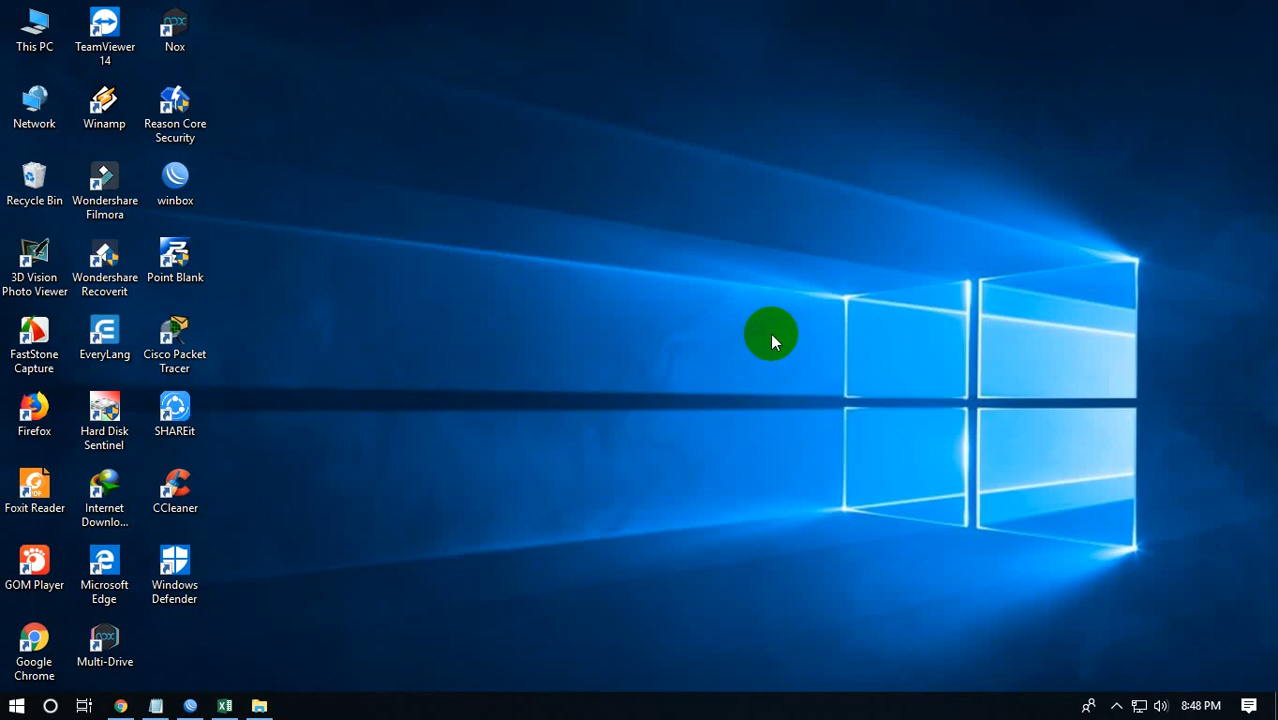 This PC
TeamViewer
14
Nox
Network
Winamp
Reason Core
Security
Recycle Bin
Wondershare
Filmora
winbox
3D Vision
Photo Viewer
Wondershare
Recoverit
Point Blank
FastStone
Capture
EveryLang
Cisco Packet
Tracer
Firefox
Hard Disk
Sentinel
SHAREit
Foxit Reader
Internet
Downlo...
CCleaner
GOM Player
Microsoft
Edge
Windows
Defender
Google
Chrome
Multi-Drive
8:48 PM